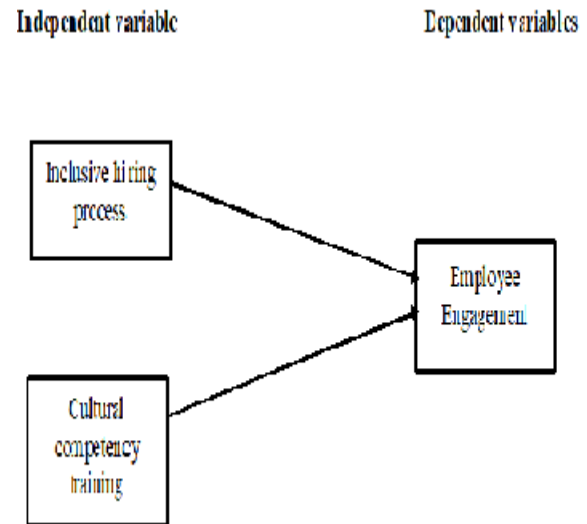 Independent variable
Dependent variables
Inclusive hiring
process
Employee
Engagement
Cultural
competency
training